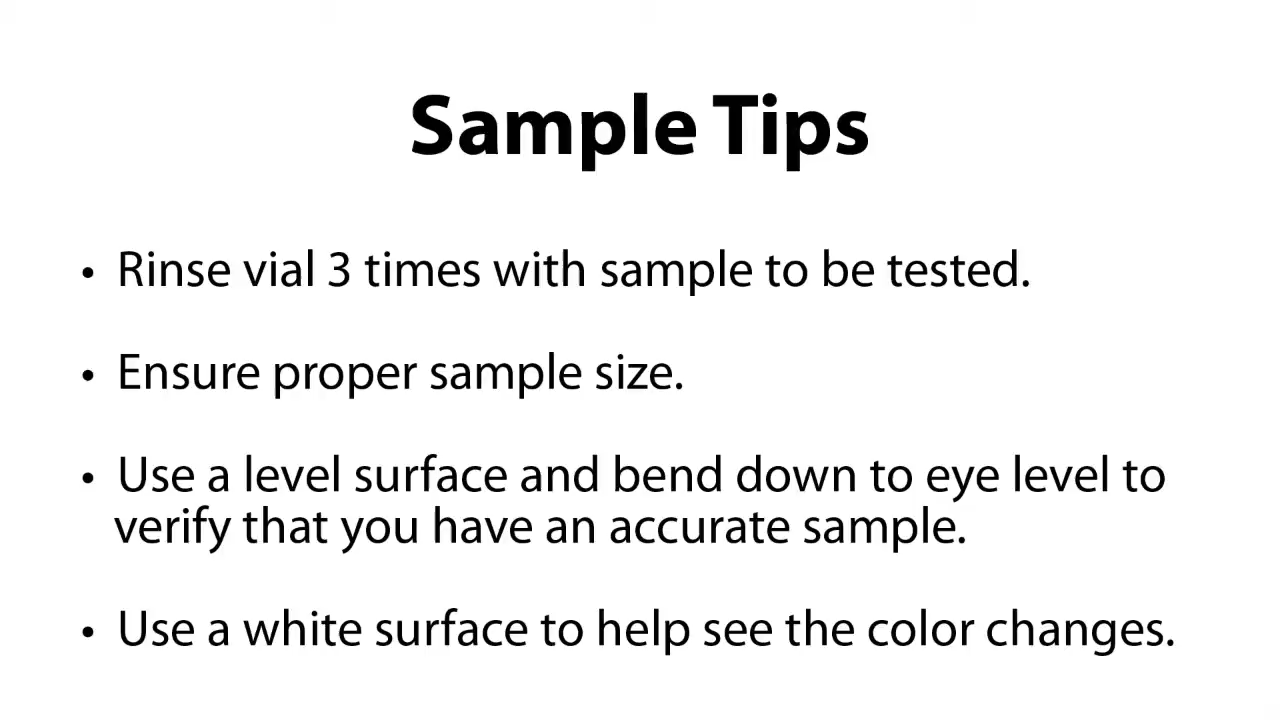 Sample Tips
• Rinse vial 3 times with sample to be tested.
• Ensure proper sample size.
• Use a level surface and bend down to eye level to
verify that you have an accurate sample.
• Use a white surface to help see the color changes.